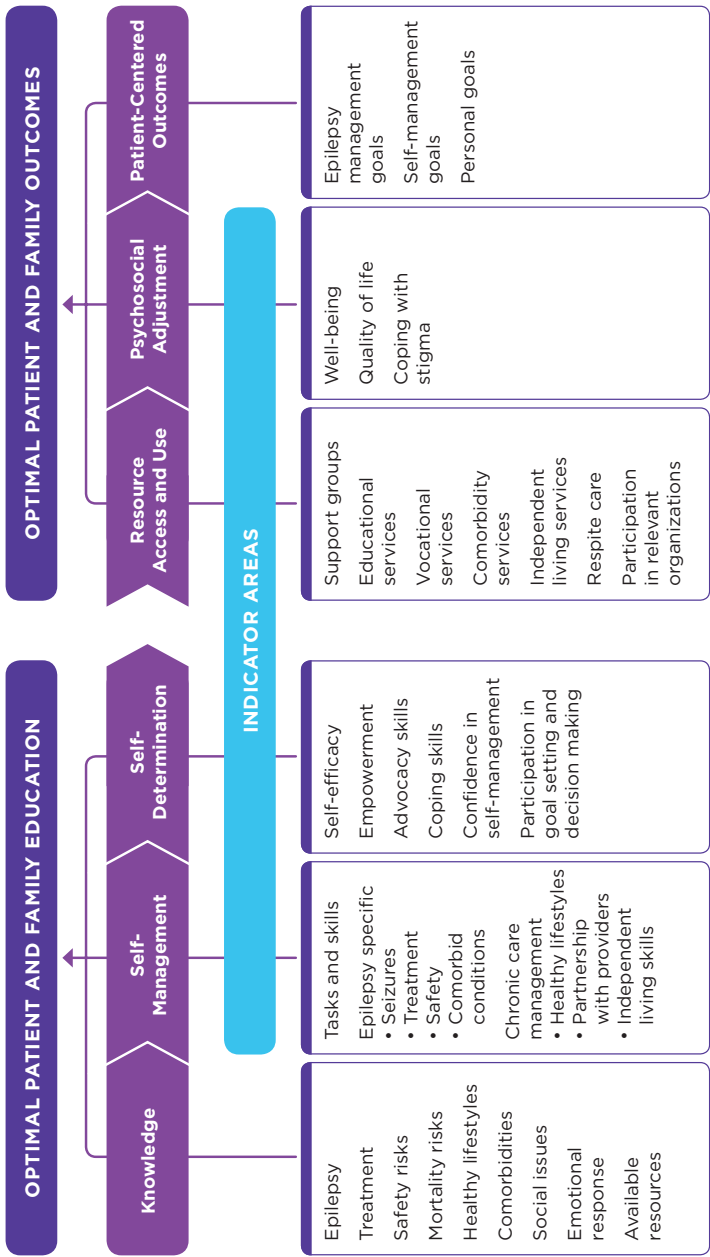 OPTIMAL PATIENT AND FAMILY EDUCATION
OPTIMAL PATIENT AND FAMILY OUTCOMES
Knowledge
Self-
Management
Self-
Determination
Resource
Access and Use
Psychosocial
Adjustment
Patient-Centered
Outcomes
INDICATOR AREAS
Epilepsy
Treatment
Safety risks
Mortality risks
Healthy lifestyles
Comorbidities
Social issues
Emotional
response
Available
resources
Tasks and skills
Epilepsy specific
• Seizures
• Treatment
• Safety
• Comorbid
conditions
Chronic care
management
• Healthy lifestyles
• Partnership
with providers
• Independent
living skills
Self-efficacy
Empowerment
Advocacy skills
Coping skills
Confidence in
self-management
Participation in
goal setting and
decision making
Support groups
Educational
services
Vocational
services
Comorbidity
services
Independent
living services
Respite care
Participation
in relevant
organizations
Well-being
Quality of life
Coping with
stigma
Epilepsy
management
goals
Self-management
goals
Personal goals